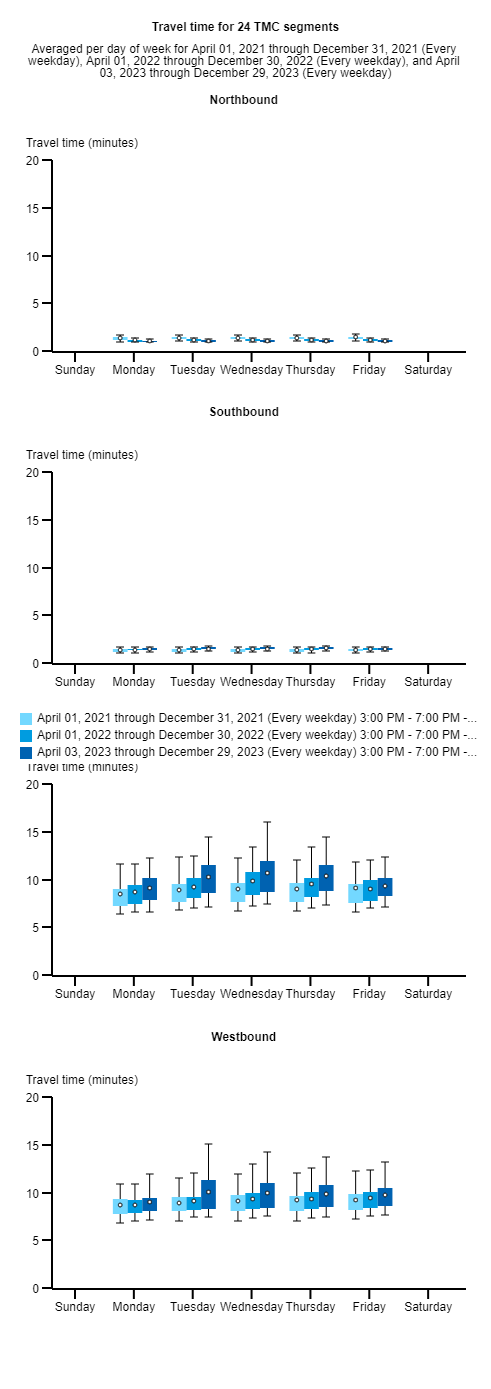 Travel time for 24 TMC segments
Averaged per day of week for April 01, 2021 through December 31, 2021 (Every
weekday), April 01, 2022 through December 30, 2022 (Every weekday), and April
03, 2023 through December 29, 2023 (Every weekday)
Northbound
Travel time (minutes)
20
15
10
5
0
Sunday Monday Tuesday Wednesday Thursday Friday Saturday
Southbound
Travel time (minutes)
20
15
10
5
0
Sunday Monday Tuesday Wednesday Thursday Friday Saturday
April 01, 2021 through December 31, 2021 (Every weekday) 3:00 PM - 7:00 PM -...
April 01, 2022 through December 30, 2022 (Every weekday) 3:00 PM - 7:00 PM -...
April 03, 2023 through December 29, 2023 (Every weekday) 3:00 PM - 7:00 PM -...
Travel time (minutes)
20
15
10
5
0
Sunday Monday Tuesday Wednesday Thursday Friday Saturday
Westbound
Travel time (minutes)
20
15
10
5
0
Sunday Monday Tuesday Wednesday Thursday Friday Saturday